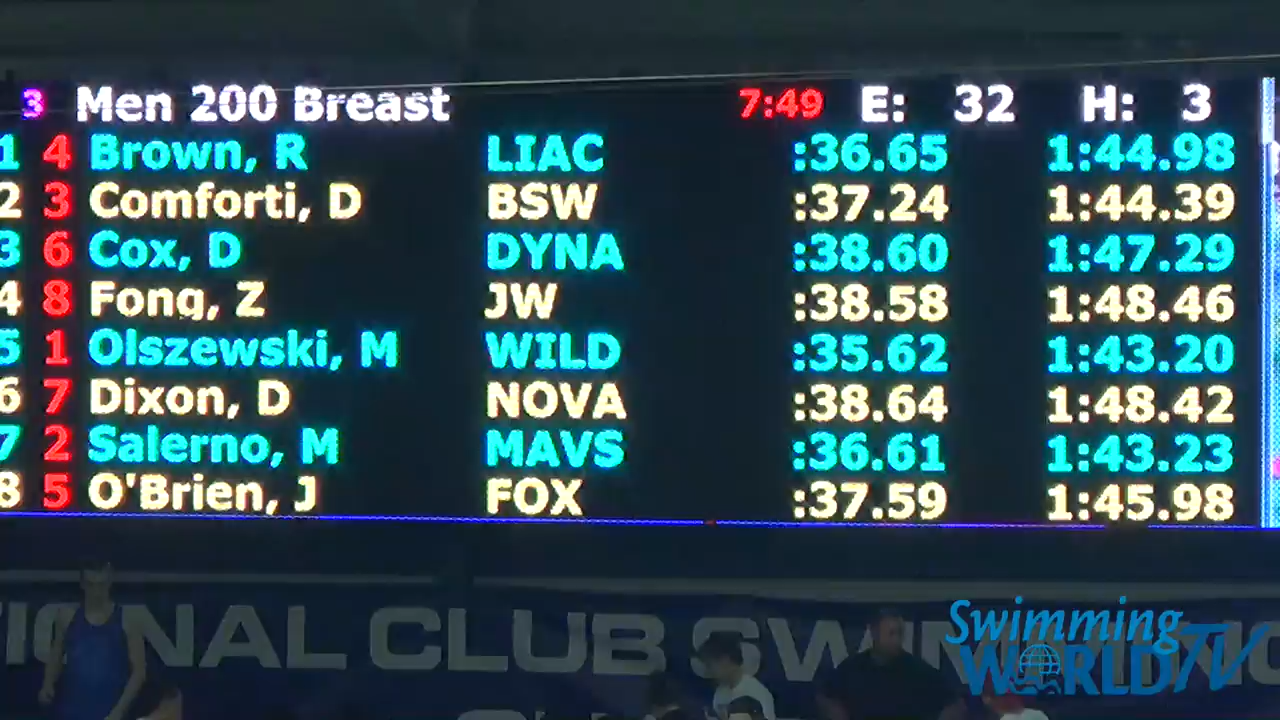 3 Men 200 Breast 7:49 E: 32 H: 3
1 4 Brown, R LIAC :36.65 1:44.98
2 3 Comforti, D BSW :37.24 1:44.39
3 6 Cox, D DYNA :38.60 1:47.29
4 8 Fong, Z JW :38.58 1:48.46
5 1 Olszewski, M WILD :35.62 1:43.20
6 7 Dixon, D NOVA :38.64 1:48.42
7 2 Salerno, M MAVS :36.61 1:43.23
8 5 O'Brien, J FOX :37.59 1:45.98
IONAL CLUB SWIMMING
Swimming
WORLD TV